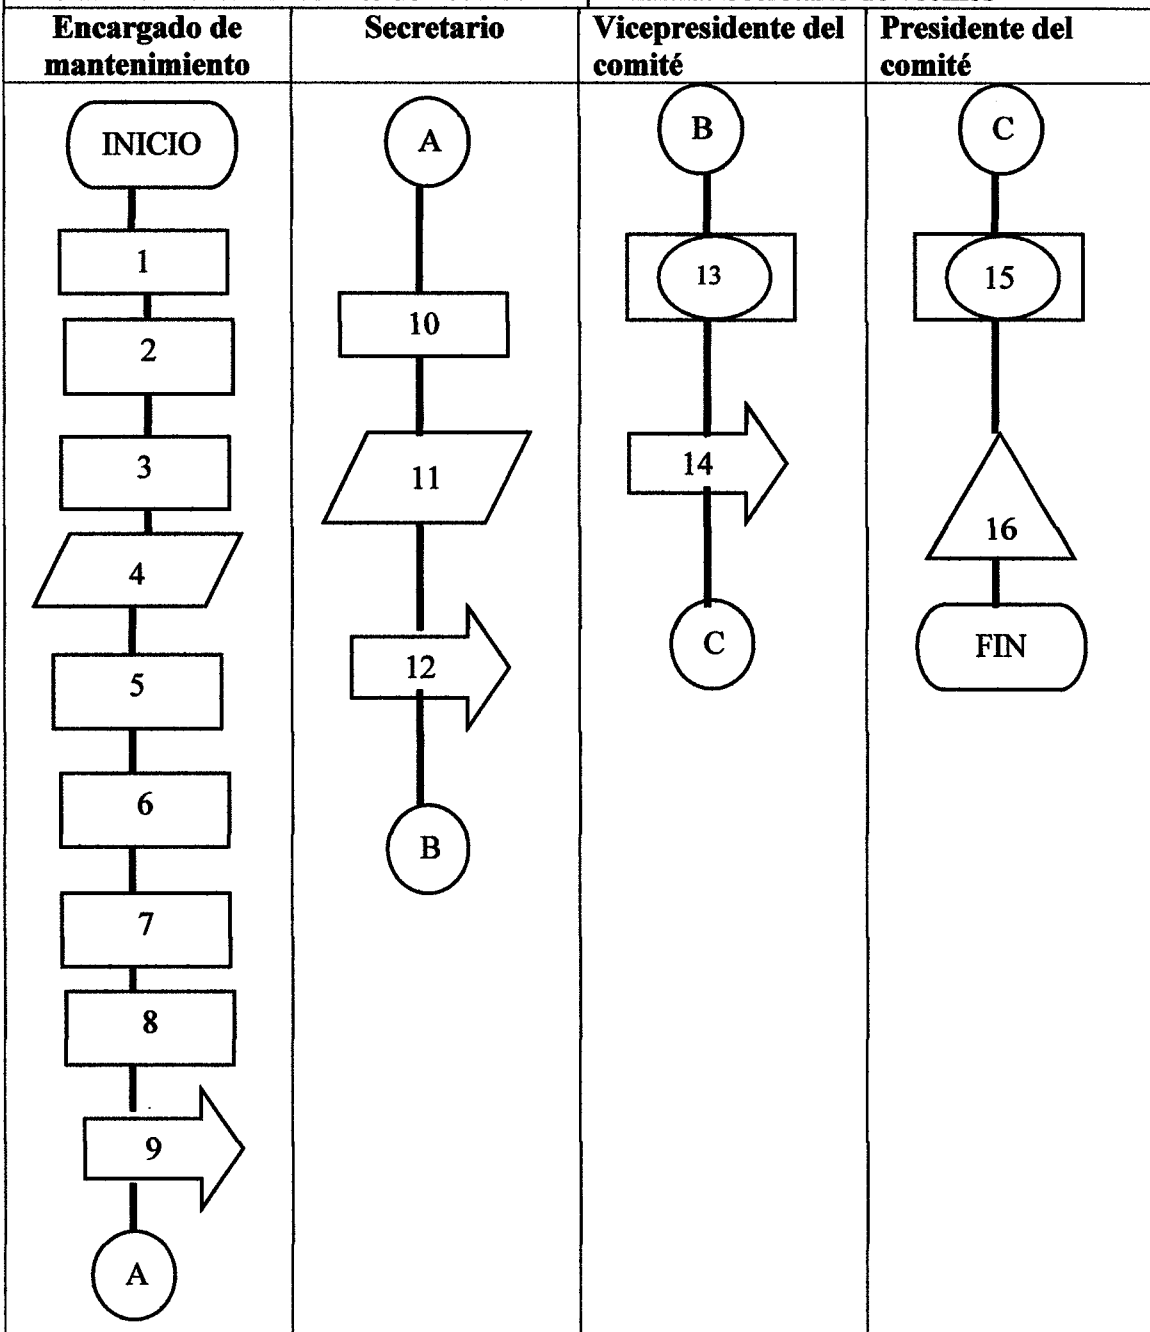 Encargado de
mantenimiento
Secretario
Vicepresidente del
comité
Presidente del
comité
INICIO
1
2
3
4
5
6
7
8
9
A
A
10
11
12
B
B
13
14
C
C
15
16
FIN